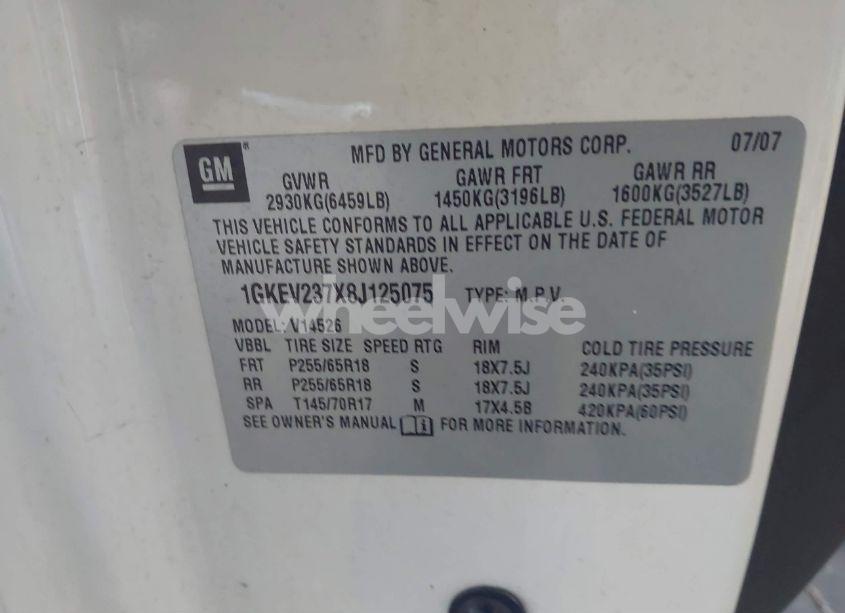 GM
MFD BY GENERAL MOTORS CORP. 07/07
GVWR GAWR FRT GAWR RR
2930KG(6459LB) 1450KG(3196LB) 1600KG(3527LB)
THIS VEHICLE CONFORMS TO ALL APPLICABLE U.S. FEDERAL MOTOR
VEHICLE SAFETY STANDARDS IN EFFECT ON THE DATE OF
MANUFACTURE SHOWN ABOVE.
1GKEV237X8J125075 TYPE: M.P.V.
wheelwise
MODEL: V14526
VBBL TIRE SIZE SPEED RTG RIM COLD TIRE PRESSURE
FRT P255/65R18 S 18X7.5J 240KPA(35PSI)
RR P255/65R18 S 18X7.5J 240KPA(35PSI)
SPA T145/70R17 M 17X4.5B 420KPA(60PSI)
SEE OWNER'S MANUAL i FOR MORE INFORMATION.